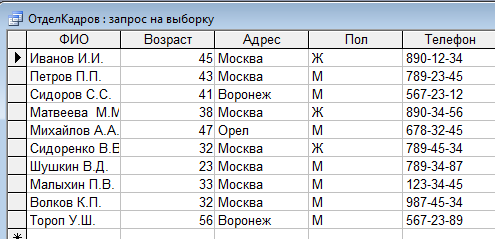 ОтделКадров : запрос на выборку
ФИО Возраст Адрес Пол Телефон
Иванов И.И. 45 Москва Ж 890-12-34
Петров П.П. 43 Москва М 789-23-45
Сидоров С.С. 41 Воронеж М 567-23-12
Матвеева М.М 38 Москва Ж 890-34-56
Михайлов А.А. 47 Орел М 678-32-45
Сидоренко В.В 32 Москва Ж 789-45-34
Шушкин В.Д. 23 Москва М 789-34-87
Малыхин П.В. 33 Москва М 123-34-45
Волков К.П. 32 Москва М 987-45-34
Тороп У.Ш. 56 Воронеж М 567-23-89